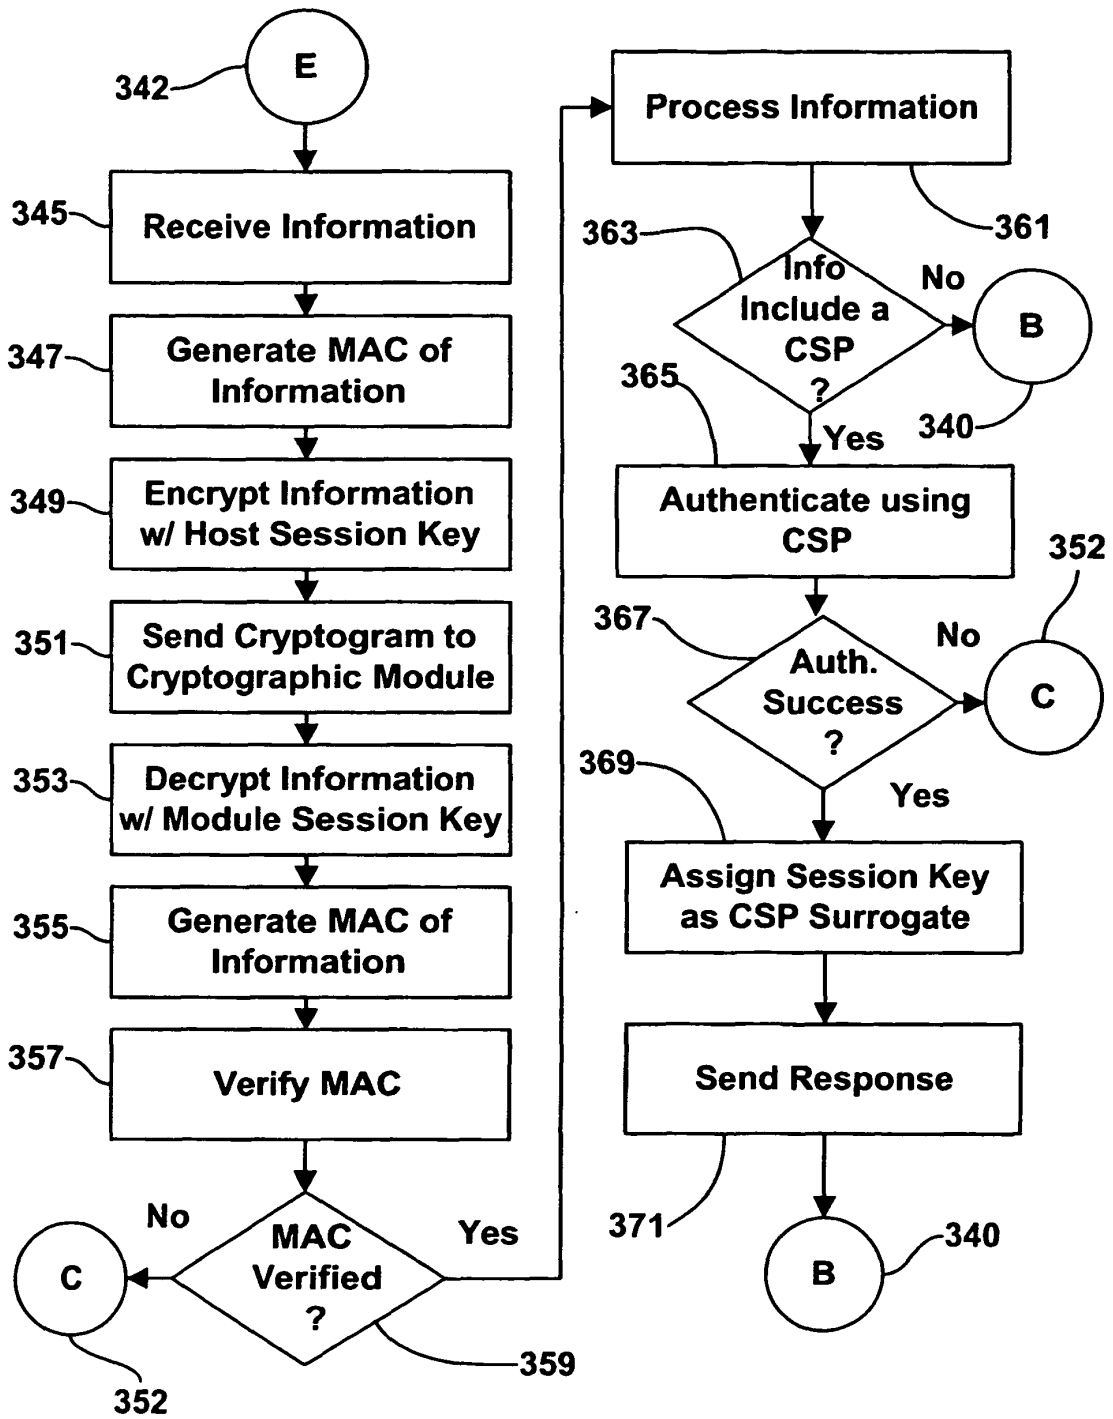 E
342
345
Receive Information
347
Generate MAC of
Information
349
Encrypt Information
w/ Host Session Key
351
Send Cryptogram to
Cryptographic Module
353
Decrypt Information
w/ Module Session Key
355
Generate MAC of
Information
357
Verify MAC
No
MAC
Verified
?
Yes
C
352
359
Process Information
361
363
Info
Include a
CSP
?
No
B
340
365
Yes
Authenticate using
CSP
352
367
Auth.
Success
?
No
C
369
Yes
Assign Session Key
as CSP Surrogate
Send Response
371
B
340